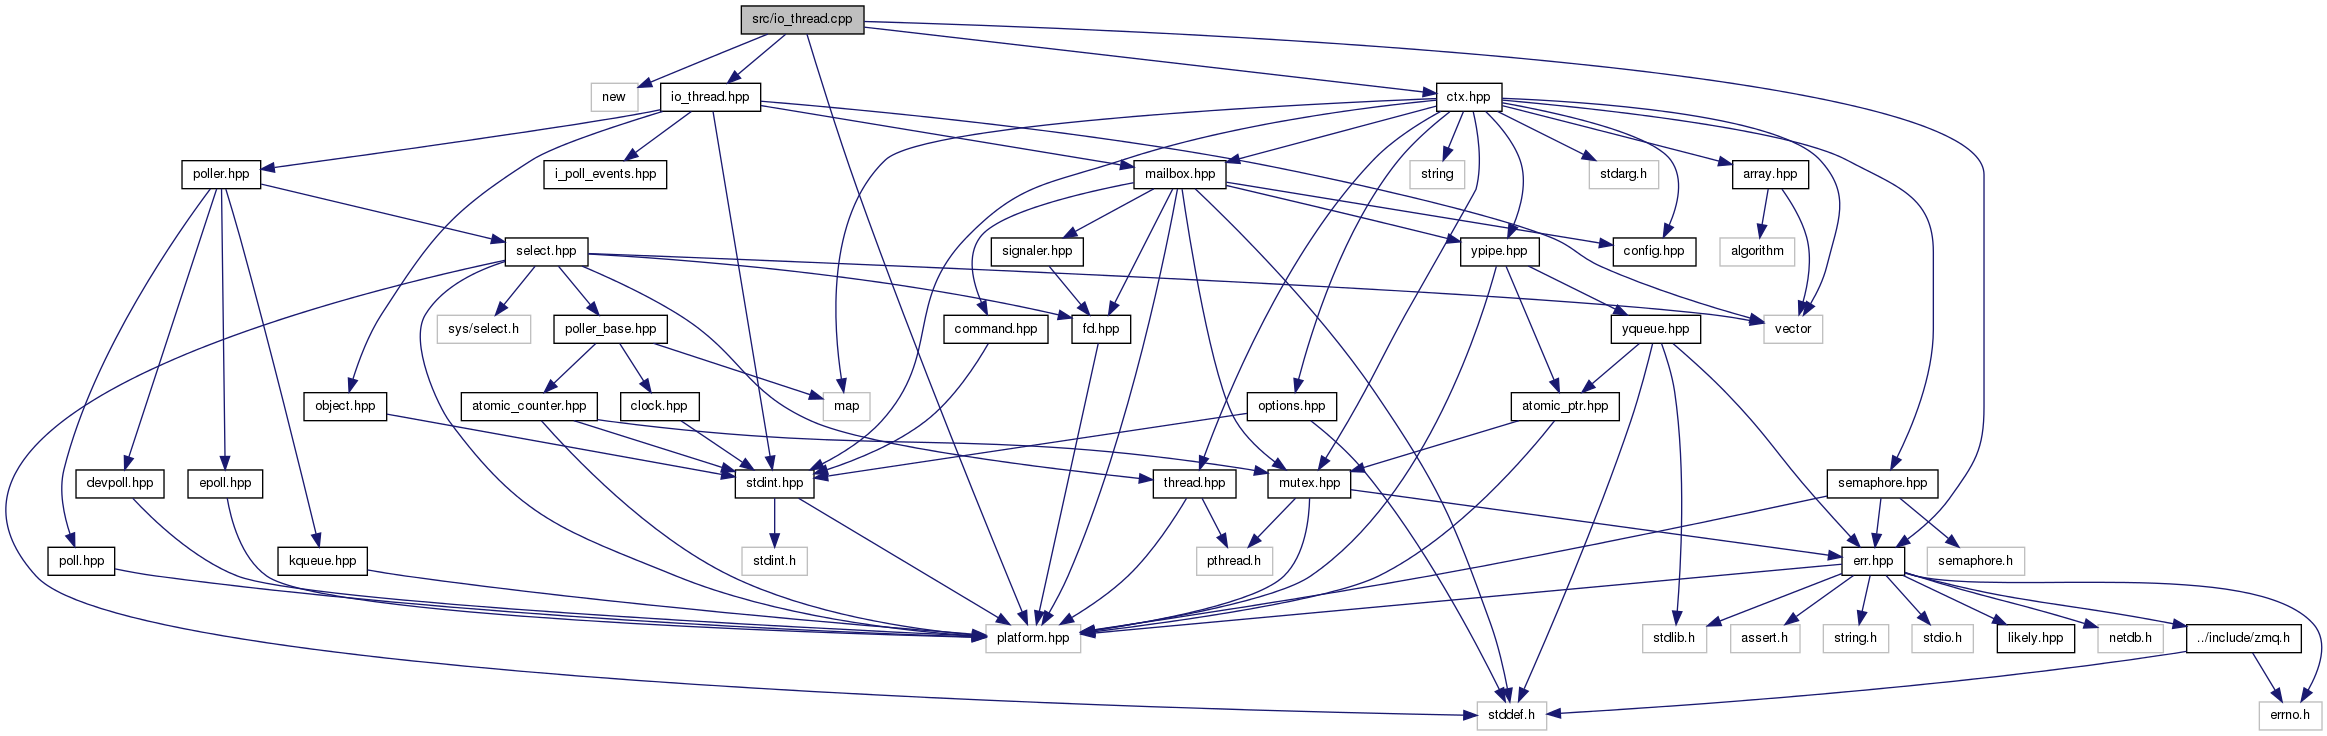 src/io_thread.cpp
new
io_thread.hpp
ctx.hpp
poller.hpp
i_poll_events.hpp
mailbox.hpp
string
stdarg.h
array.hpp
select.hpp
signaler.hpp
ypipe.hpp
config.hpp
algorithm
sys/select.h
poller_base.hpp
command.hpp
fd.hpp
yqueue.hpp
vector
object.hpp
atomic_counter.hpp
clock.hpp
map
options.hpp
atomic_ptr.hpp
devpoll.hpp
epoll.hpp
stdint.hpp
thread.hpp
mutex.hpp
semaphore.hpp
poll.hpp
kqueue.hpp
stdint.h
pthread.h
err.hpp
semaphore.h
platform.hpp
stdlib.h
assert.h
string.h
stdio.h
likely.hpp
netdb.h
../include/zmq.h
stddef.h
errno.h